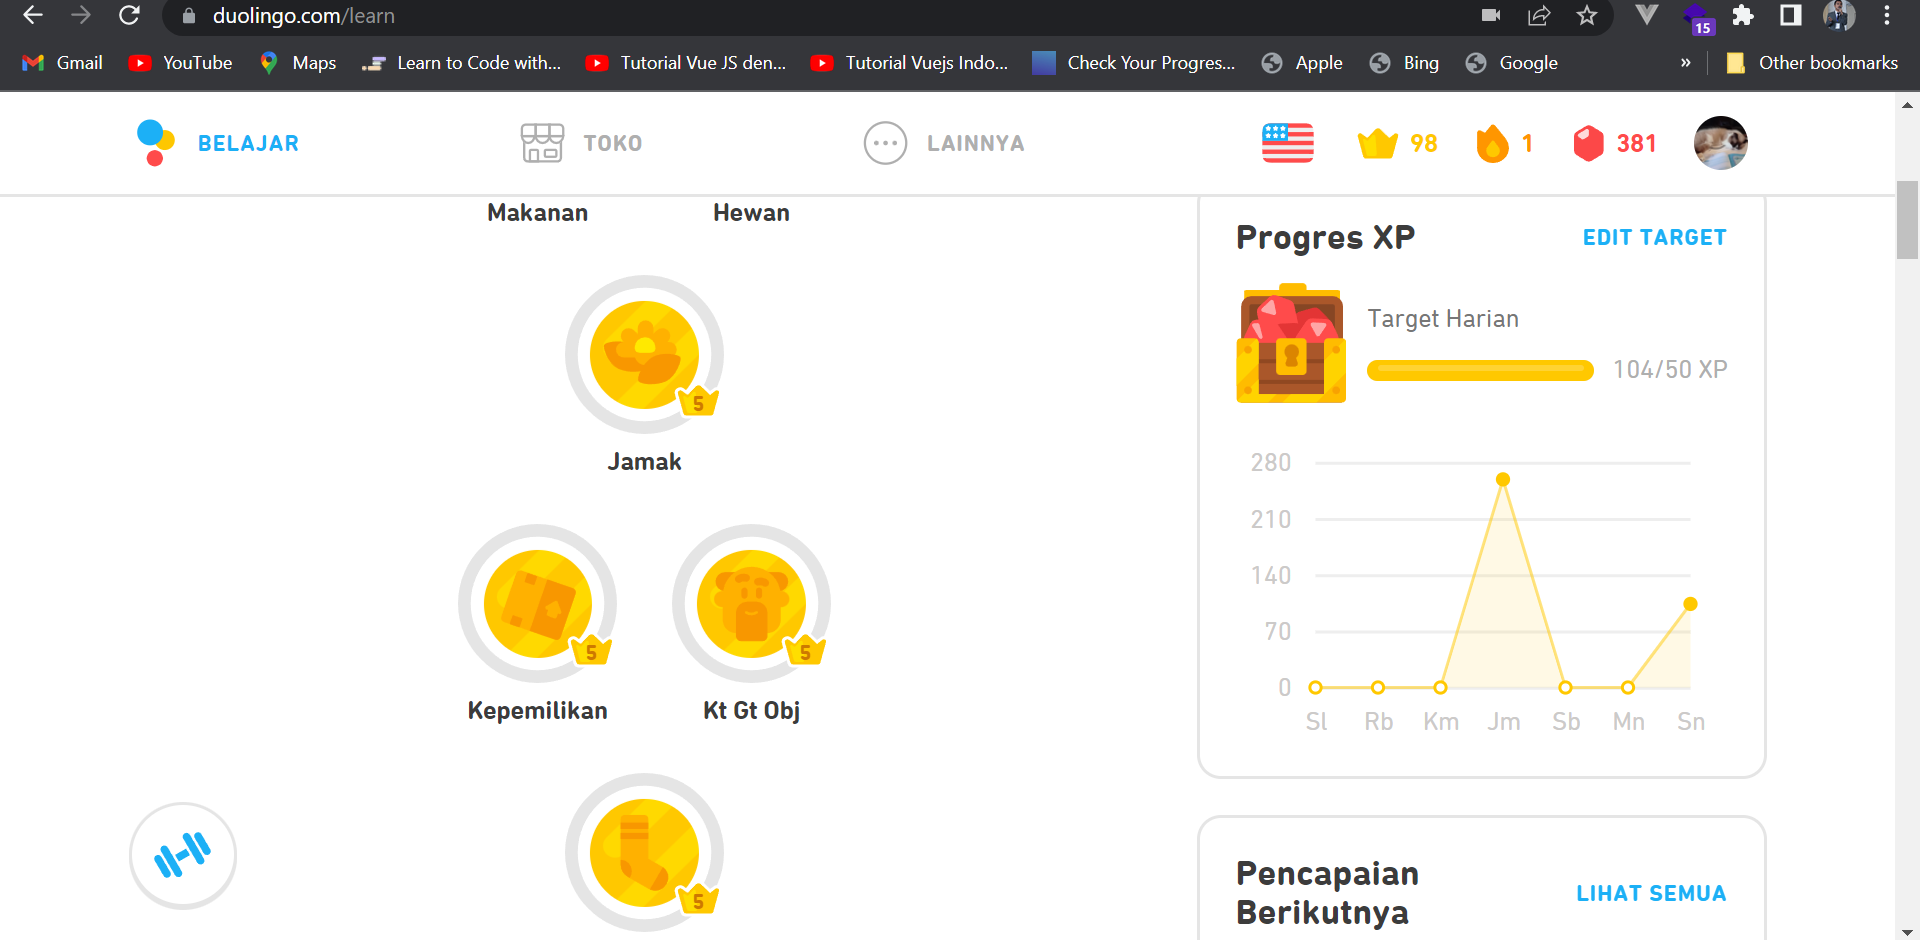 duolingo.com/learn
15
Gmail
YouTube
Maps
Learn to Code with...
Tutorial Vue JS den...
Tutorial Vuejs Indo...
Check Your Progres...
Apple
Bing
Google
»
Other bookmarks
BELAJAR
TOKO
LAINNYA
98
1
381
Makanan
Hewan
5
Jamak
5
5
Kepemilikan
Kt Gt Obj
5
Progres XP
EDIT TARGET
Target Harian
104/50 XP
280
210
140
70
0
Sl Rb Km Jm Sb Mn Sn
Pencapaian
Berikutnya
LIHAT SEMUA